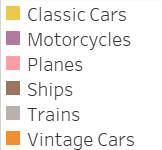 Classic Cars
Motorcycles
Planes
Ships
Trains
Vintage Cars